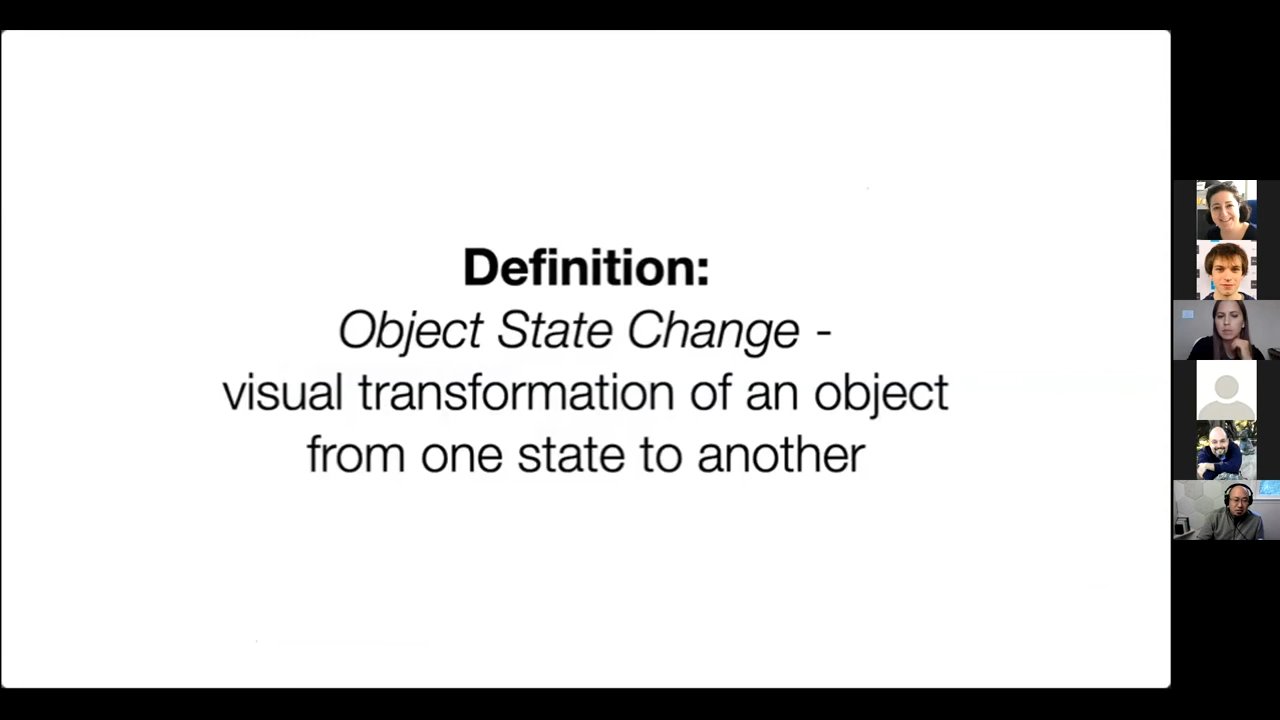 Definition:
Object State Change -
visual transformation of an object
from one state to another